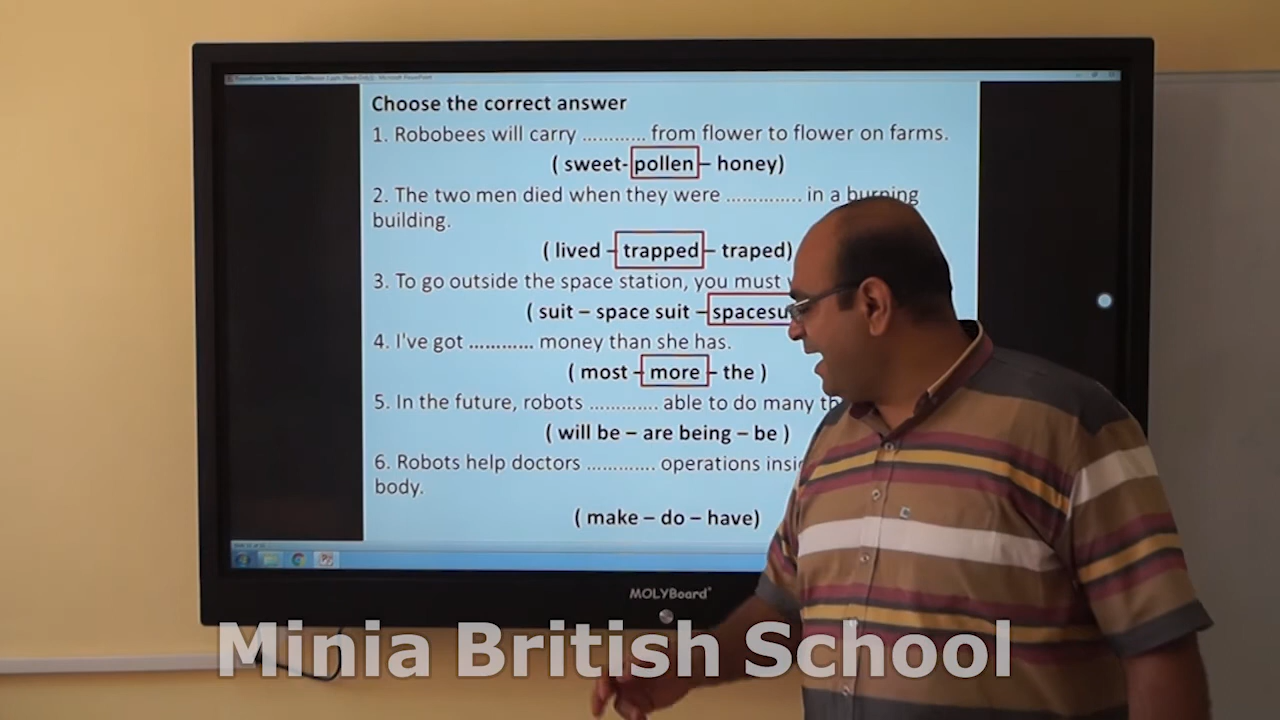 Choose the correct answer
1. Robobees will carry ………… from flower to flower on farms.
( sweet- pollen – honey)
2. The two men died when they were ………….. in a burning
building.
( lived – trapped – traped)
3. To go outside the space station, you must
( suit – space suit – spacesu
4. I've got ………… money than she has.
( most – more – the )
5. In the future, robots …………. able to do many th
( will be – are being – be )
6. Robots help doctors …………. operations insi
body.
( make – do – have)
MOLYBoard
Minia British School